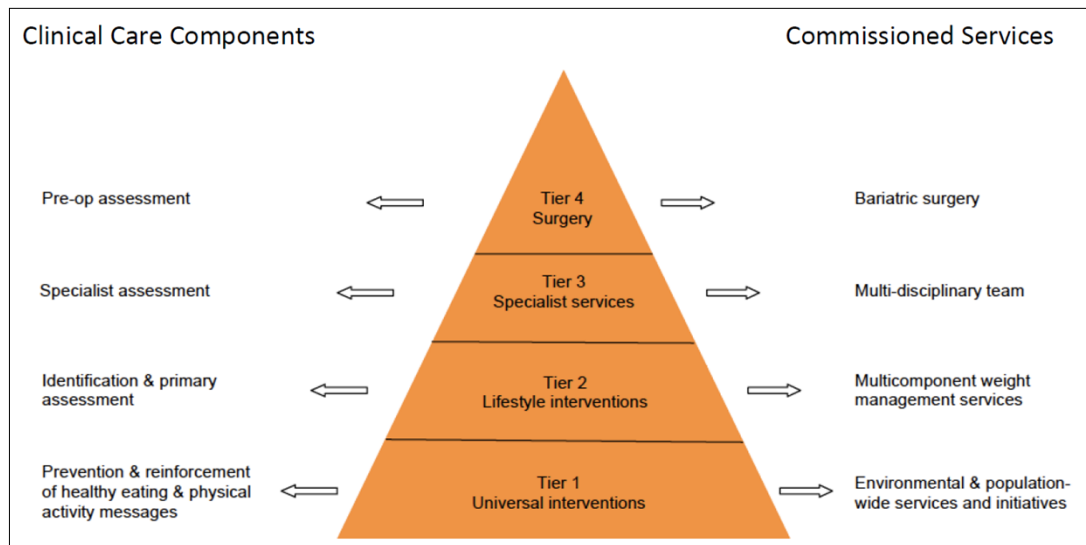 Clinical Care Components
Commissioned Services
Pre-op assessment
Tier 4
Surgery
Bariatric surgery
Specialist assessment
Tier 3
Specialist services
Multi-disciplinary team
Identification & primary
assessment
Tier 2
Lifestyle interventions
Multicomponent weight
management services
Prevention & reinforcement
of healthy eating & physical
activity messages
Tier 1
Universal interventions
Environmental & population-
wide services and initiatives